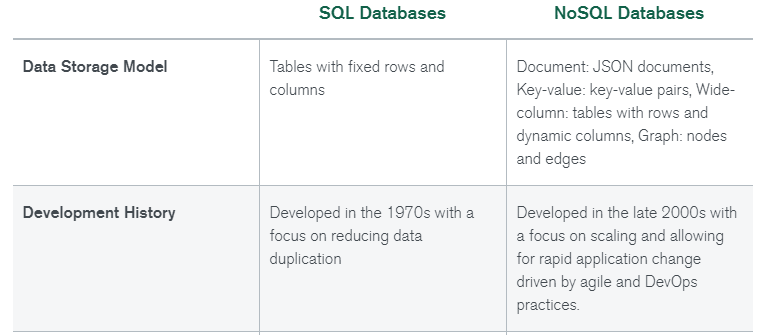 SQL Databases
NoSQL Databases
Data Storage Model
Tables with fixed rows and
columns
Document: JSON documents,
Key-value: key-value pairs, Wide-
column: tables with rows and
dynamic columns, Graph: nodes
and edges
Development History
Developed in the 1970s with a
focus on reducing data
duplication
Developed in the late 2000s with
a focus on scaling and allowing
for rapid application change
driven by agile and DevOps
practices.